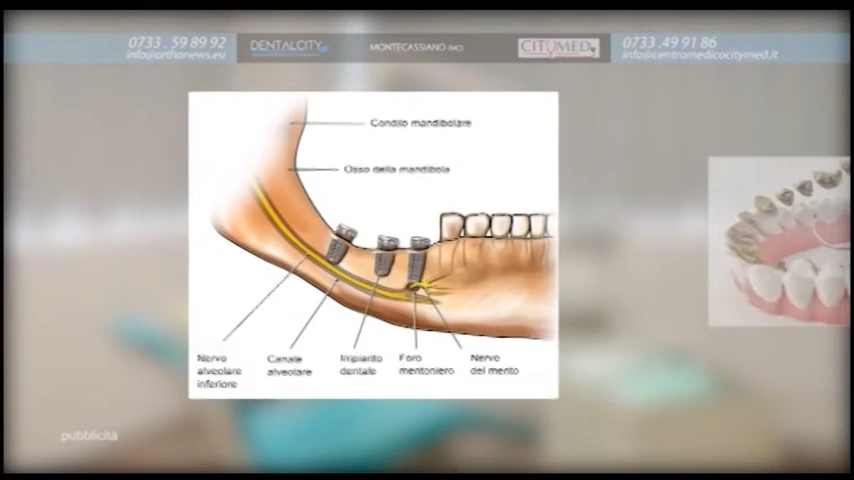 0733 . 59 89 92
info@orthonews.eu
DENTALCITY
MONTECASSIANO (MC)
CITYMED
0733 .49 91 86
info@centromedicocitymed.it
Condilo mandibolare
Osso della mandibola
Nervo
alveolare
inferiore
Canale
alveolare
Impianto
dentale
Foro
mentoniero
Nervo
del mento
pubblicità